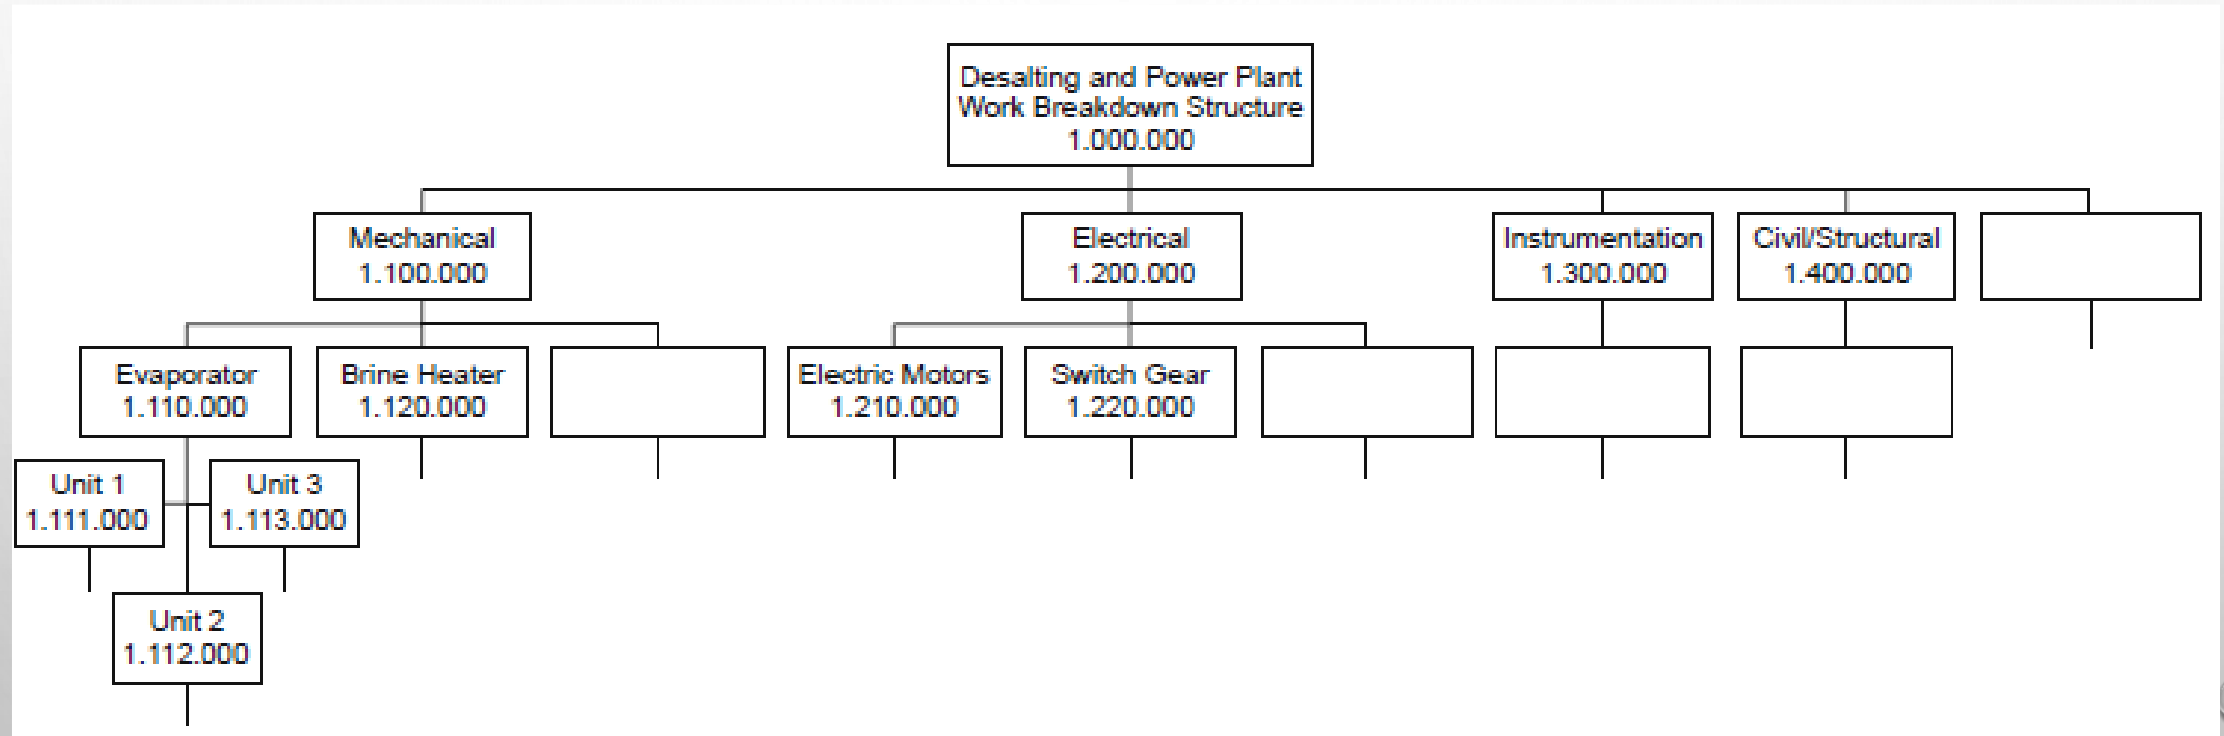 Desalting and Power Plant
Work Breakdown Structure
1.000.000
Mechanical
1.100.000
Electrical
1.200.000
Instrumentation
1.300.000
Civil/Structural
1.400.000
Evaporator
1.110.000
Brine Heater
1.120.000
Electric Motors
1.210.000
Switch Gear
1.220.000
Unit 1
1.111.000
Unit 3
1.113.000
Unit 2
1.112.000